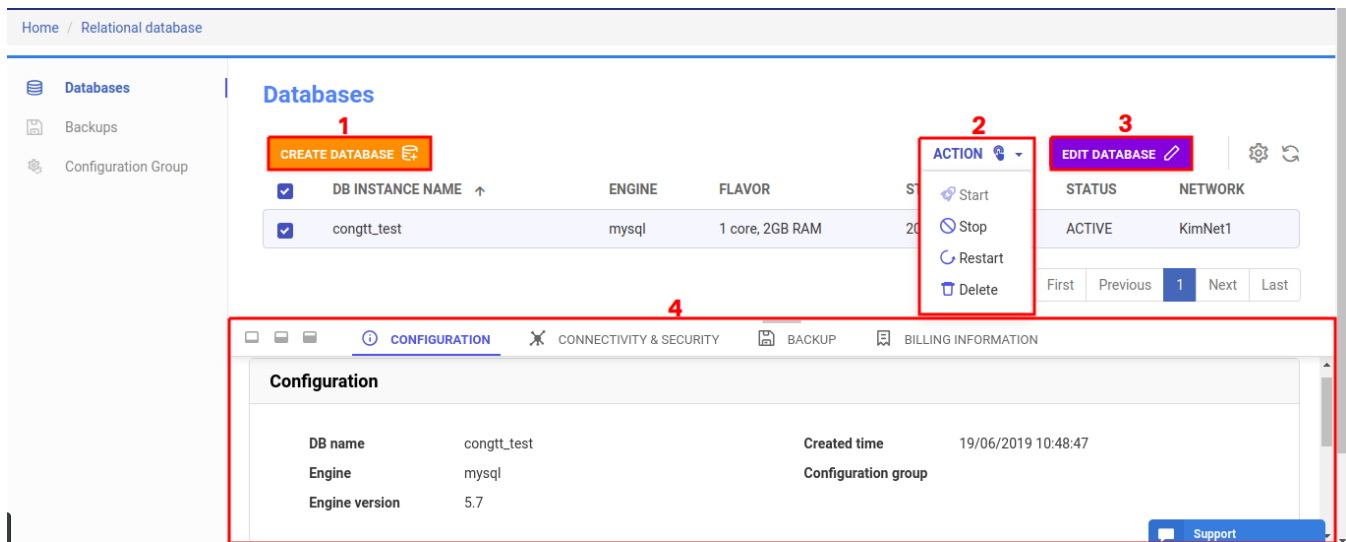 Home / Relational database
Databases
Backups
Configuration Group
Databases
1
2
3
CREATE DATABASE
ACTION
EDIT DATABASE
DB INSTANCE NAME ↑ ENGINE FLAVOR ST STATUS NETWORK
congtt_test mysql 1 core, 2GB RAM 20 ACTIVE KimNet1
Start
Stop
Restart
Delete
First Previous 1 Next Last
4
CONFIGURATION CONNECTIVITY & SECURITY BACKUP BILLING INFORMATION
Configuration
DB name congtt_test Created time 19/06/2019 10:48:47
Engine mysql Configuration group
Engine version 5.7
Support